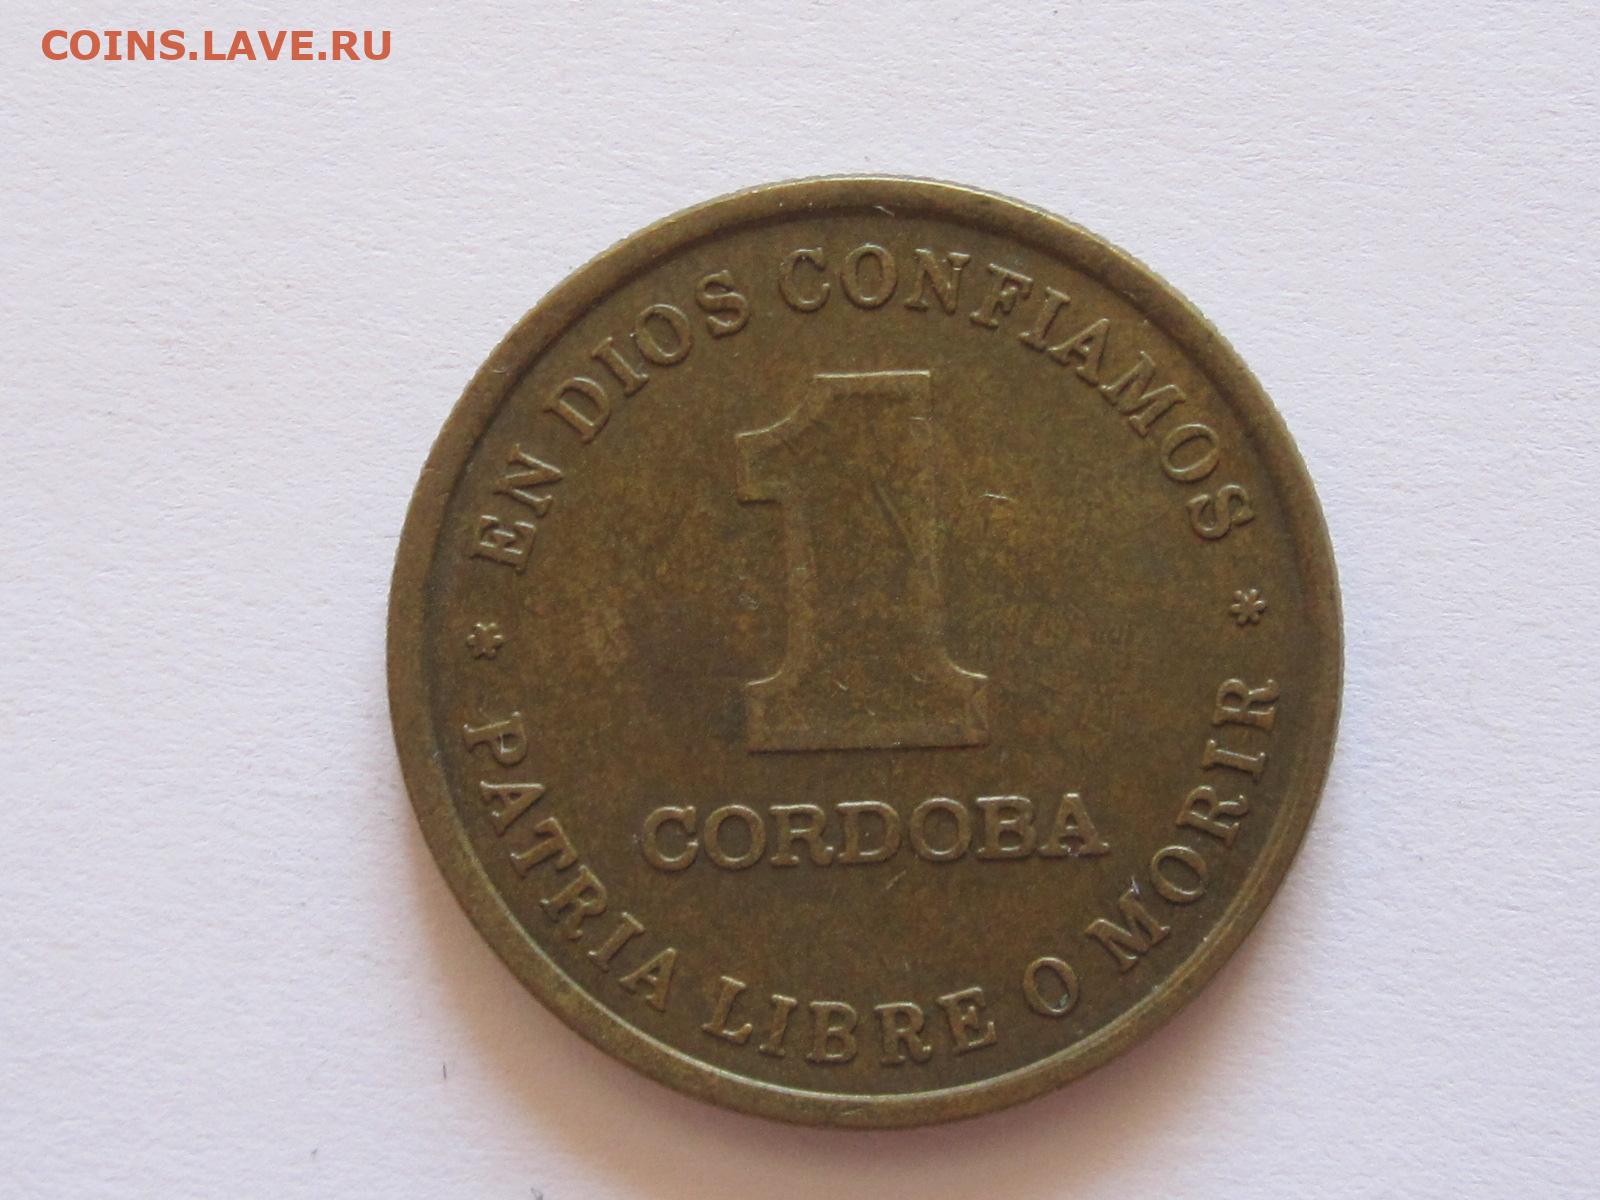 COINS.LAVE.RU
EN DIOS CONFIAMOS
1
CORDOBA
* PATRIA LIBRE O MORIR *